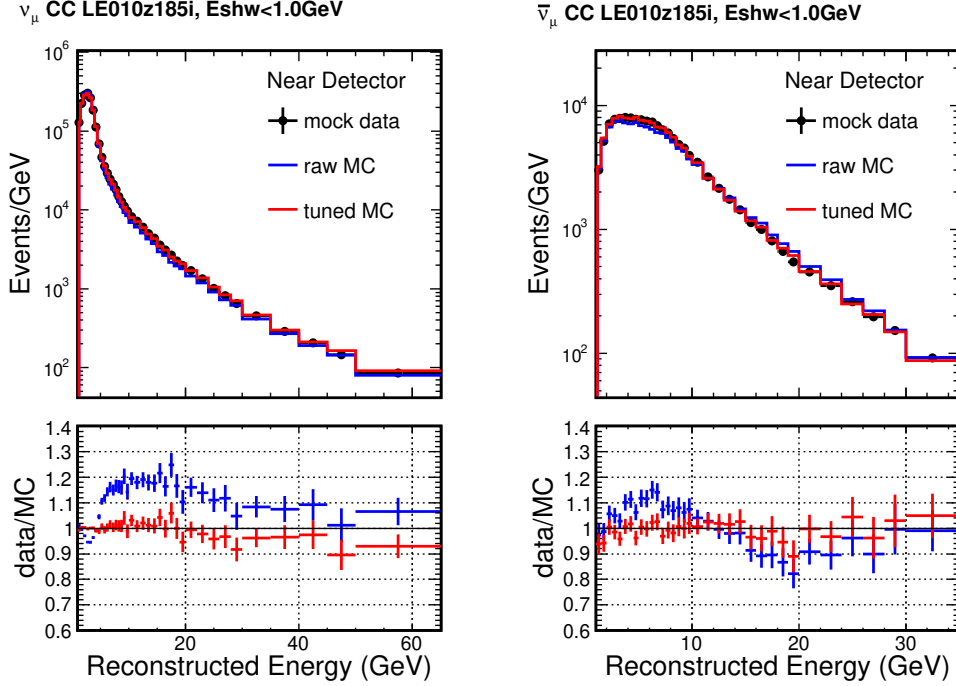 ν_μ CC LE010z185i, Eshw<1.0GeV
10^6
10^5
10^4
10^3
10^2
Events/GeV
Near Detector
mock data
raw MC
tuned MC
1.4
1.3
1.2
1.1
1
0.9
0.8
0.7
0.6
data/MC
20 40 60
Reconstructed Energy (GeV)
ν̅_μ CC LE010z185i, Eshw<1.0GeV
10^4
10^3
10^2
Events/GeV
Near Detector
mock data
raw MC
tuned MC
1.4
1.3
1.2
1.1
1
0.9
0.8
0.7
0.6
data/MC
10 20 30
Reconstructed Energy (GeV)